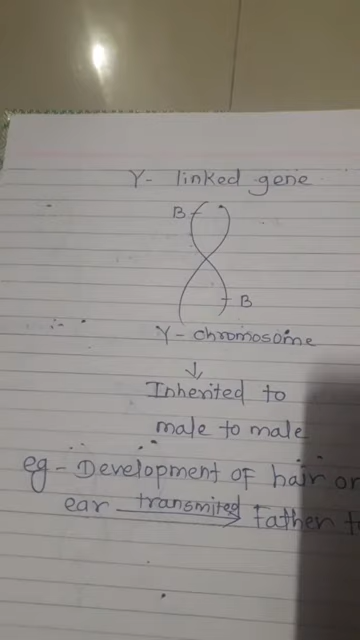 Y- linked gene
B
B
Y-chromosome
↓
Inherited to
male to male
eg - Development of hair on
ear transmited Father